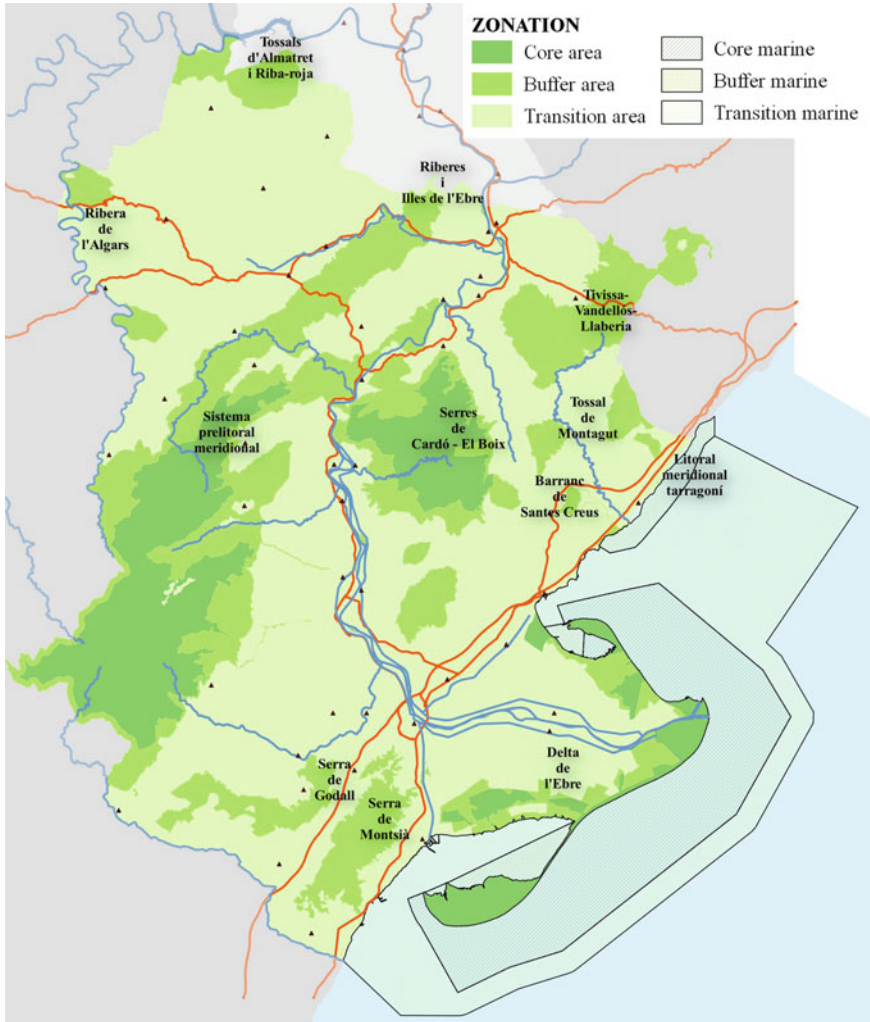 ZONATION
Core area
Buffer area
Transition area
Core marine
Buffer marine
Transition marine
Tossals
d'Almatret
i Riba-roja
Riberes
i
Illes de l'Ebre
Ribera
de
l'Algars
Tivissa-
Vandellós-
Llaberia
Sistema
prelitoral
meridional
Serres
de
Cardó - El Boix
Tossal
de
Montagut
Litoral
meridional
tarragoní
Barranc
de
Santes Creus
Delta
de
l'Ebre
Serra
de
Godall
Serra
de
Montsià